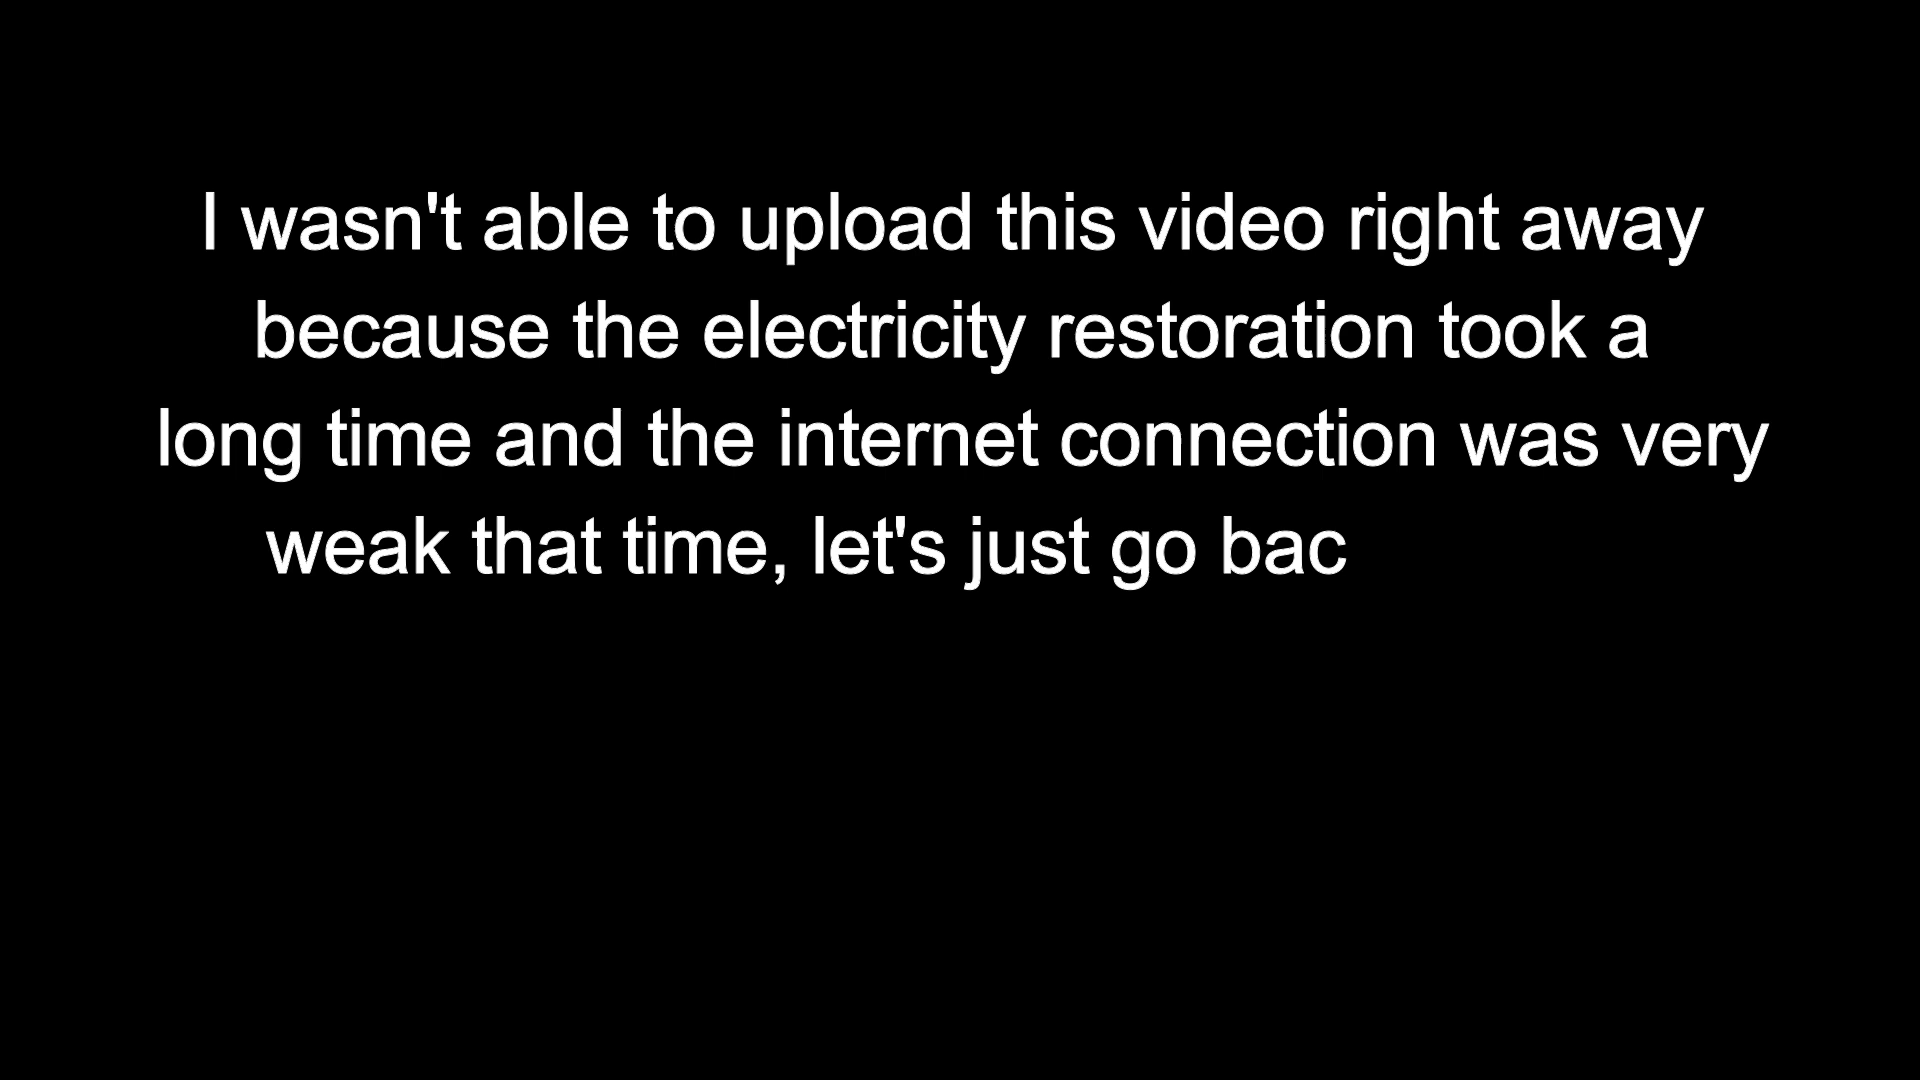 I wasn't able to upload this video right away
because the electricity restoration took a
long time and the internet connection was very
weak that time, let's just go bac